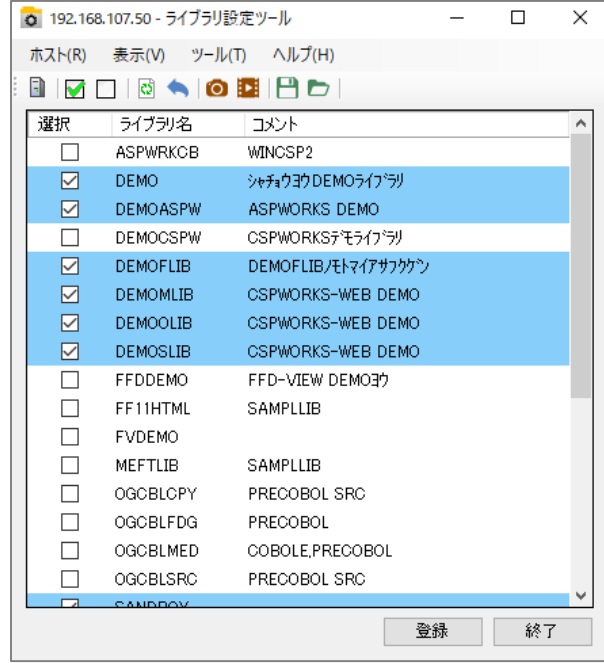 192.168.107.50 - ライブラリ設定ツール
ホスト(R) 表示(V) ツール(T) ヘルプ(H)
選択 ライブラリ名 コメント
ASPWRKCB WINCSP2
DEMO ｼｬﾁｮｳﾖｳDEMOﾗｲﾌﾞﾗﾘ
DEMOASPW ASPWORKS DEMO
DEMOCSPW CSPWORKSﾃﾞﾓﾗｲﾌﾞﾗﾘ
DEMOFLIB DEMOFLIBﾉﾓﾄﾏｲｱｻﾌｸｹﾞﾝ
DEMOMLIB CSPWORKS-WEB DEMO
DEMOOLIB CSPWORKS-WEB DEMO
DEMOSLIB CSPWORKS-WEB DEMO
FFDDEMO FFD-VIEW DEMOﾖｳ
FF11HTML SAMPLLIB
FVDEMO
MEFTLIB SAMPLLIB
OGCBLCPY PRECOBOL SRC
OGCBLFDG PRECOBOL
OGCBLMED COBOLE,PRECOBOL
OGCBLSRC PRECOBOL SRC
登録 終了